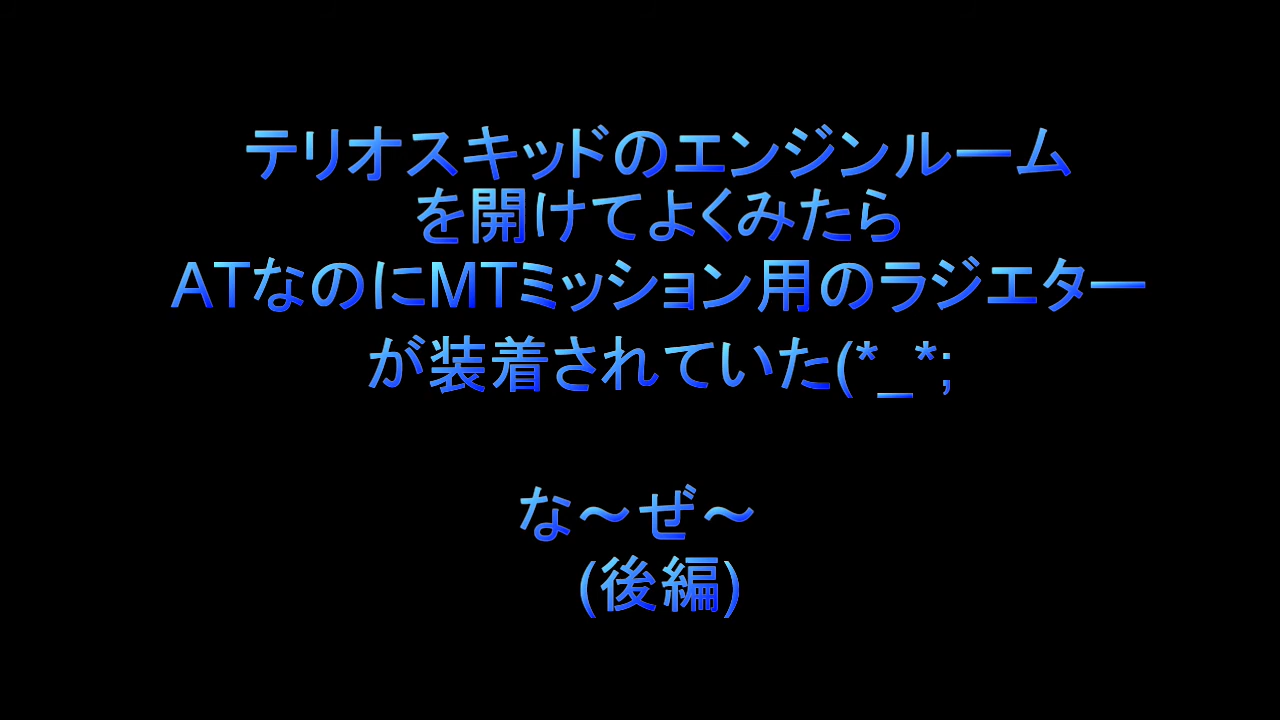 テリオスキッドのエンジンルーム
を開けてよくみたら
ATなのにMTミッション用のラジエター
が装着されていた(*_*;
な～ぜ～
(後編)